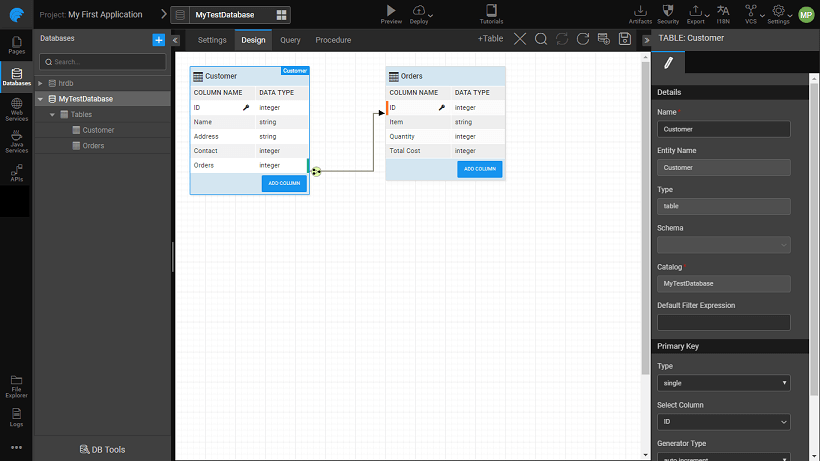 Project: My First Application
MyTestDatabase
Preview
Deploy
Tutorials
Artifacts
Security
Export
I18N
VCS
Settings
MP
Pages
Databases
Web
Services
Java
Services
APIs
File
Explorer
Logs
Databases
+
Search...
hrdb
MyTestDatabase
Tables
Customer
Orders
DB Tools
Settings
Design
Query
Procedure
+Table
Customer
Customer
COLUMN NAME DATA TYPE
ID integer
Name string
Address string
Contact integer
Orders integer
ADD COLUMN
Orders
COLUMN NAME DATA TYPE
ID integer
Item string
Quantity integer
Total Cost integer
ADD COLUMN
TABLE: Customer
Details
Name *
Customer
Entity Name
Customer
Type
table
Schema
Catalog *
MyTestDatabase
Default Filter Expression
Primary Key
Type
single
Select Column
ID
Generator Type
auto increment